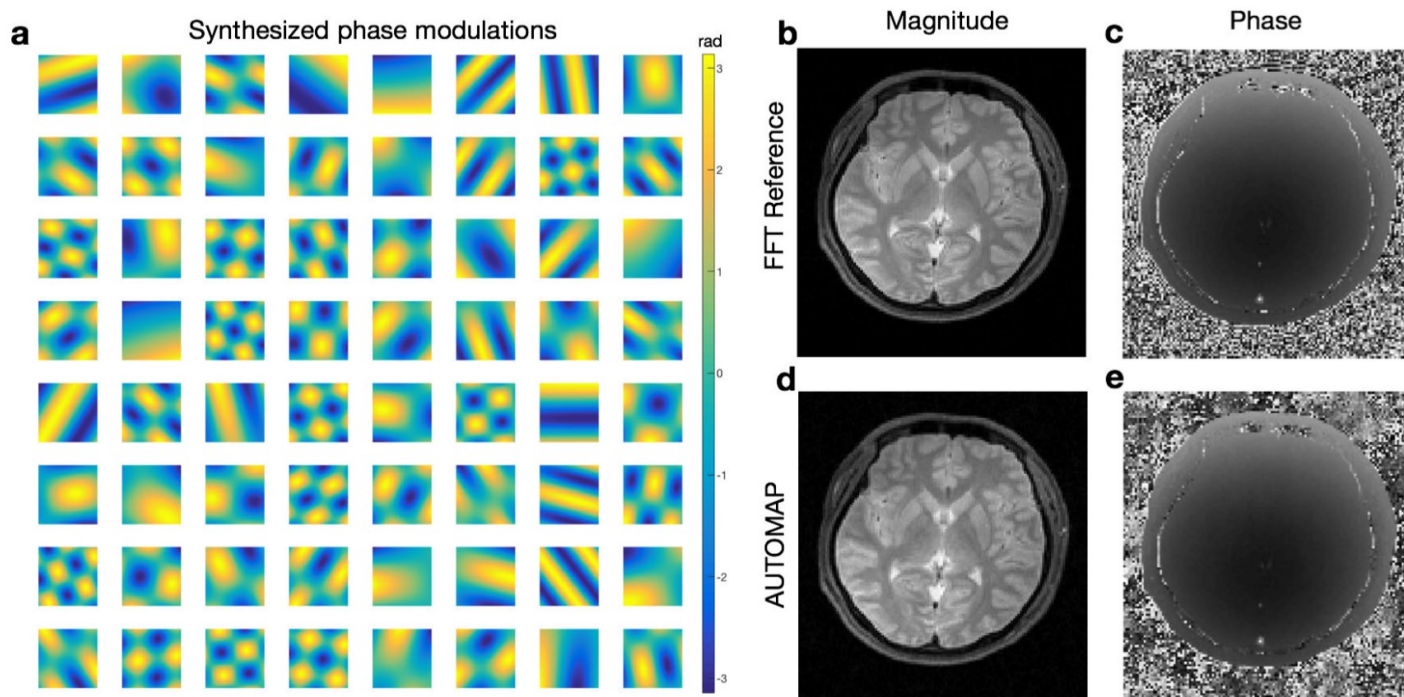 a
Synthesized phase modulations
rad
3
2
1
0
-1
-2
-3
b
Magnitude
c
Phase
FFT Reference
d
e
AUTOMAP